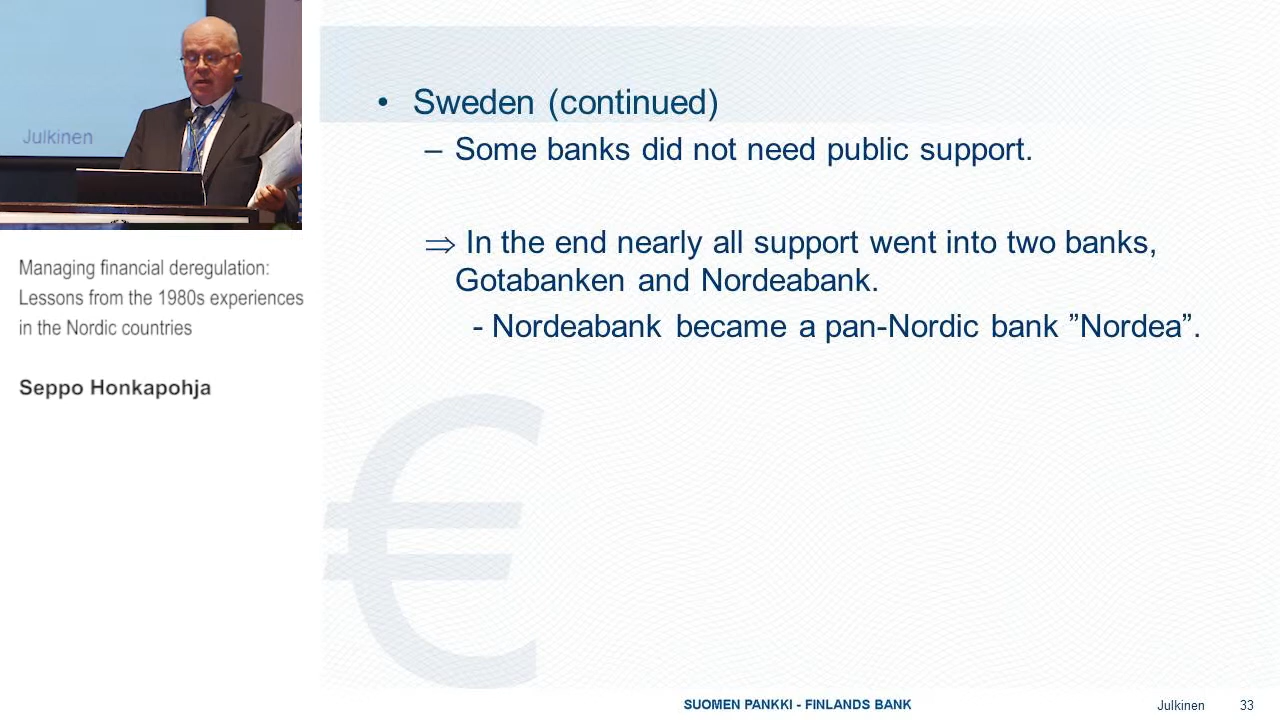 Julkinen
Managing financial deregulation:
Lessons from the 1980s experiences
in the Nordic countries
Seppo Honkapohja
• Sweden (continued)
– Some banks did not need public support.
⇒ In the end nearly all support went into two banks,
Gotabanken and Nordeabank.
- Nordeabank became a pan-Nordic bank ”Nordea”.
€
SUOMEN PANKKI - FINLANDS BANK
Julkinen 33